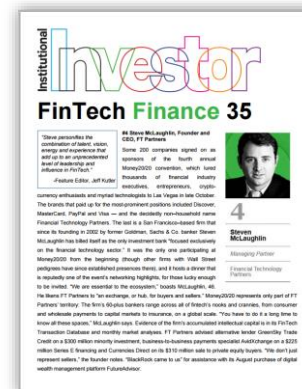 Institutional
Investor
FinTech Finance 35
"Steve personifies the
combination of talent, vision,
energy and experience that
add up to an unprecedented
level of leadership and
influence in FinTech."
-Feature Editor, Jeff Kutler
#4 Steve McLaughlin, Founder and
CEO, FT Partners
Some 200 companies signed on as
sponsors of the fourth annual
Money20/20 convention, which lured
thousands of financial industry
executives, entrepreneurs, crypto-
currency enthusiasts and myriad technologists to Las Vegas in late October.
The brands that paid up for the most-prominent positions included Discover,
MasterCard, PayPal and Visa — and the decidedly non-household name
Financial Technology Partners. The last is a San Francisco–based firm that
since its founding in 2002 by former Goldman, Sachs & Co. banker Steven
McLaughlin has billed itself as the only investment bank "focused exclusively
on the financial technology sector." It was the only one participating at
Money20/20 from the beginning (though other firms with Wall Street
pedigrees have since established presences there), and it hosts a dinner that
is reputedly one of the event's networking highlights, for those lucky enough
to be invited. "We are essential to the ecosystem," boasts McLaughlin, 46.
He likens FT Partners to "an exchange, or hub, for buyers and sellers." Money20/20 represents only part of FT
Partners' territory. The firm's 60-plus bankers range across all of fintech's nooks and crannies, from consumer
and wholesale payments to capital markets to insurance, on a global scale. "You have to do it a long time to
know all these spaces," McLaughlin says. Evidence of the firm's accumulated intellectual capital is in its FinTech
Transaction Database and monthly market analyses. FT Partners advised alternative lender GreenSky Trade
Credit on a $300 million minority investment, business-to-business payments specialist AvidXchange on a $225
million Series E financing and Currencies Direct on its $310 million sale to private equity buyers. "We don't just
represent sellers," the founder notes. "BlackRock came to us" for assistance with its August purchase of digital
wealth management platform FutureAdvisor.
4
Steven
McLaughlin
Managing Partner
Financial Technology
Partners